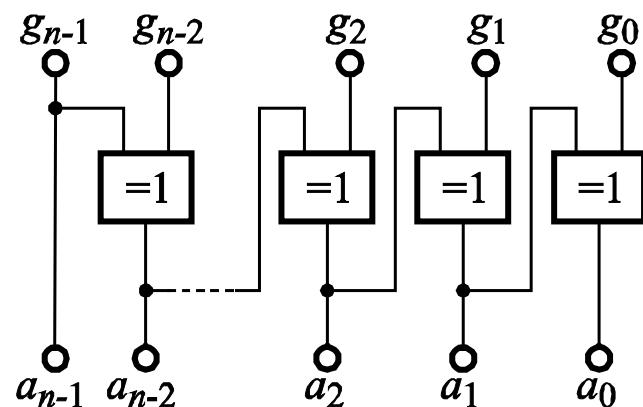 gn-1 gn-2 g2 g1 g0
=1 =1 =1 =1
an-1 an-2 a2 a1 a0